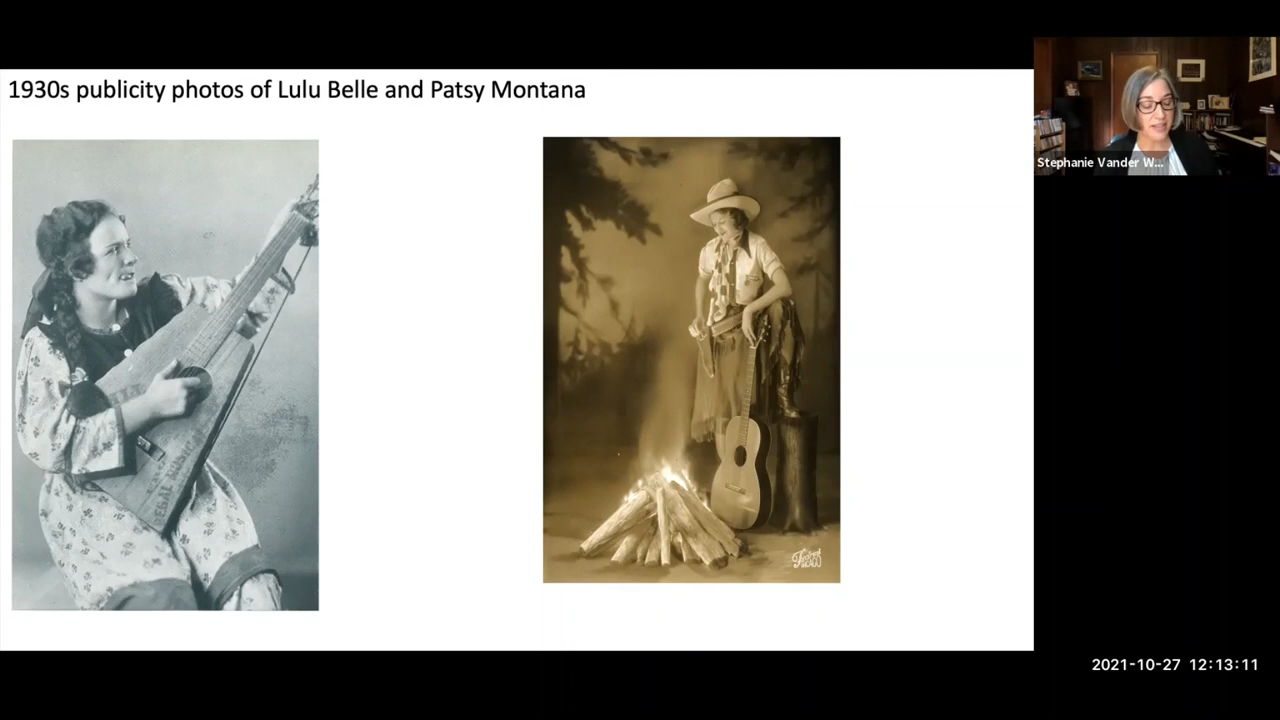 1930s publicity photos of Lulu Belle and Patsy Montana
Stephanie Vander W...
2021-10-27 12:13:11